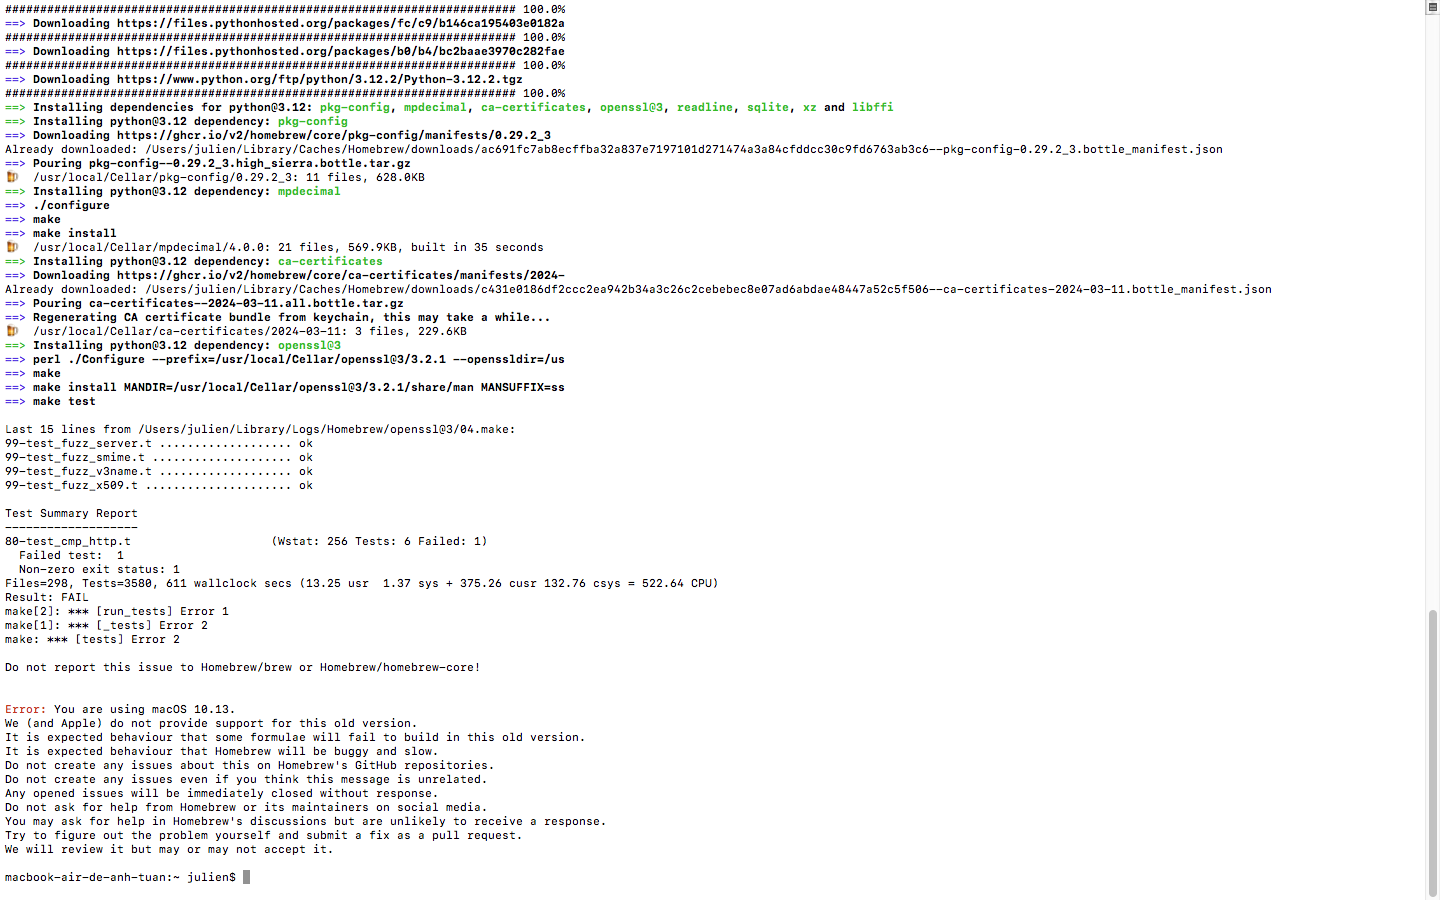 ######################################################################### 100.0%
==> Downloading https://files.pythonhosted.org/packages/fc/c9/b146ca195403e0182a
######################################################################### 100.0%
==> Downloading https://files.pythonhosted.org/packages/b0/b4/bc2baae3970c282fae
######################################################################### 100.0%
==> Downloading https://www.python.org/ftp/python/3.12.2/Python-3.12.2.tgz
######################################################################### 100.0%
==> Installing dependencies for python@3.12: pkg-config, mpdecimal, ca-certificates, openssl@3, readline, sqlite, xz and libffi
==> Installing python@3.12 dependency: pkg-config
==> Downloading https://ghcr.io/v2/homebrew/core/pkg-config/manifests/0.29.2_3
Already downloaded: /Users/julien/Library/Caches/Homebrew/downloads/ac691fc7ab8ecffba32a837e7197101d271474a3a84cfddcc30c9fd6763ab3c6--pkg-config-0.29.2_3.bottle_manifest.json
==> Pouring pkg-config--0.29.2_3.high_sierra.bottle.tar.gz
🍺  /usr/local/Cellar/pkg-config/0.29.2_3: 11 files, 628.0KB
==> Installing python@3.12 dependency: mpdecimal
==> ./configure
==> make
==> make install
🍺  /usr/local/Cellar/mpdecimal/4.0.0: 21 files, 569.9KB, built in 35 seconds
==> Installing python@3.12 dependency: ca-certificates
==> Downloading https://ghcr.io/v2/homebrew/core/ca-certificates/manifests/2024-
Already downloaded: /Users/julien/Library/Caches/Homebrew/downloads/c431e0186df2ccc2ea942b34a3c26c2cebebec8e07ad6abdae48447a52c5f506--ca-certificates-2024-03-11.bottle_manifest.json
==> Pouring ca-certificates--2024-03-11.all.bottle.tar.gz
==> Regenerating CA certificate bundle from keychain, this may take a while...
🍺  /usr/local/Cellar/ca-certificates/2024-03-11: 3 files, 229.6KB
==> Installing python@3.12 dependency: openssl@3
==> perl ./Configure --prefix=/usr/local/Cellar/openssl@3/3.2.1 --openssldir=/us
==> make
==> make install MANDIR=/usr/local/Cellar/openssl@3/3.2.1/share/man MANSUFFIX=ss
==> make test
Last 15 lines from /Users/julien/Library/Logs/Homebrew/openssl@3/04.make:
99-test_fuzz_server.t ................... ok
99-test_fuzz_smime.t .................... ok
99-test_fuzz_v3name.t ................... ok
99-test_fuzz_x509.t ..................... ok
Test Summary Report
-------------------
80-test_cmp_http.t                    (Wstat: 256 Tests: 6 Failed: 1)
  Failed test:  1
  Non-zero exit status: 1
Files=298, Tests=3580, 611 wallclock secs (13.25 usr  1.37 sys + 375.26 cusr 132.76 csys = 522.64 CPU)
Result: FAIL
make[2]: *** [run_tests] Error 1
make[1]: *** [_tests] Error 2
make: *** [tests] Error 2
Do not report this issue to Homebrew/brew or Homebrew/homebrew-core!
Error: You are using macOS 10.13.
We (and Apple) do not provide support for this old version.
It is expected behaviour that some formulae will fail to build in this old version.
It is expected behaviour that Homebrew will be buggy and slow.
Do not create any issues about this on Homebrew's GitHub repositories.
Do not create any issues even if you think this message is unrelated.
Any opened issues will be immediately closed without response.
Do not ask for help from Homebrew or its maintainers on social media.
You may ask for help in Homebrew's discussions but are unlikely to receive a response.
Try to figure out the problem yourself and submit a fix as a pull request.
We will review it but may or may not accept it.
macbook-air-de-anh-tuan:~ julien$